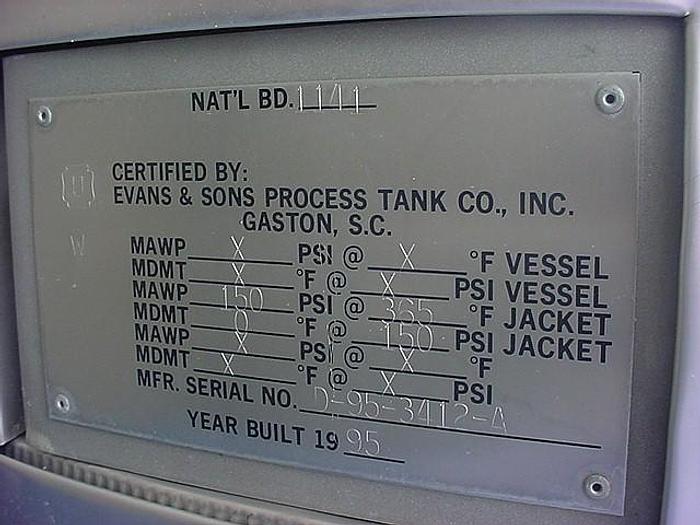 NAT'L BD. 1141
U
CERTIFIED BY:
EVANS & SONS PROCESS TANK CO., INC.
GASTON, S.C.
W
MAWP X PSI @ X °F VESSEL
MDMT X °F @ X PSI VESSEL
MAWP 150 PSI @ 365 °F JACKET
MDMT 0 °F @ 150 PSI JACKET
MAWP X PSI @ X °F
MDMT X °F @ X PSI
MFR. SERIAL NO. D-95-3412-A
YEAR BUILT 1995